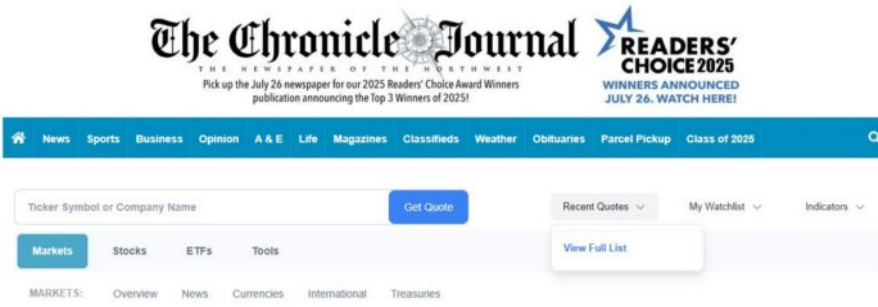 The Chronicle Journal
THE NEWSPAPER OF THE NORTHWEST
Pick up the July 26 newspaper for our 2025 Readers' Choice Award Winners
publication announcing the Top 3 Winners of 2025!
READERS'
CHOICE 2025
WINNERS ANNOUNCED
JULY 26. WATCH HERE!
News Sports Business Opinion A & E Life Magazines Classifieds Weather Obituaries Parcel Pickup Class of 2025
Ticker Symbol or Company Name Get Quote Recent Quotes My Watchlist Indicators
Markets Stocks ETFs Tools View Full List
MARKETS: Overview News Currencies International Treasuries